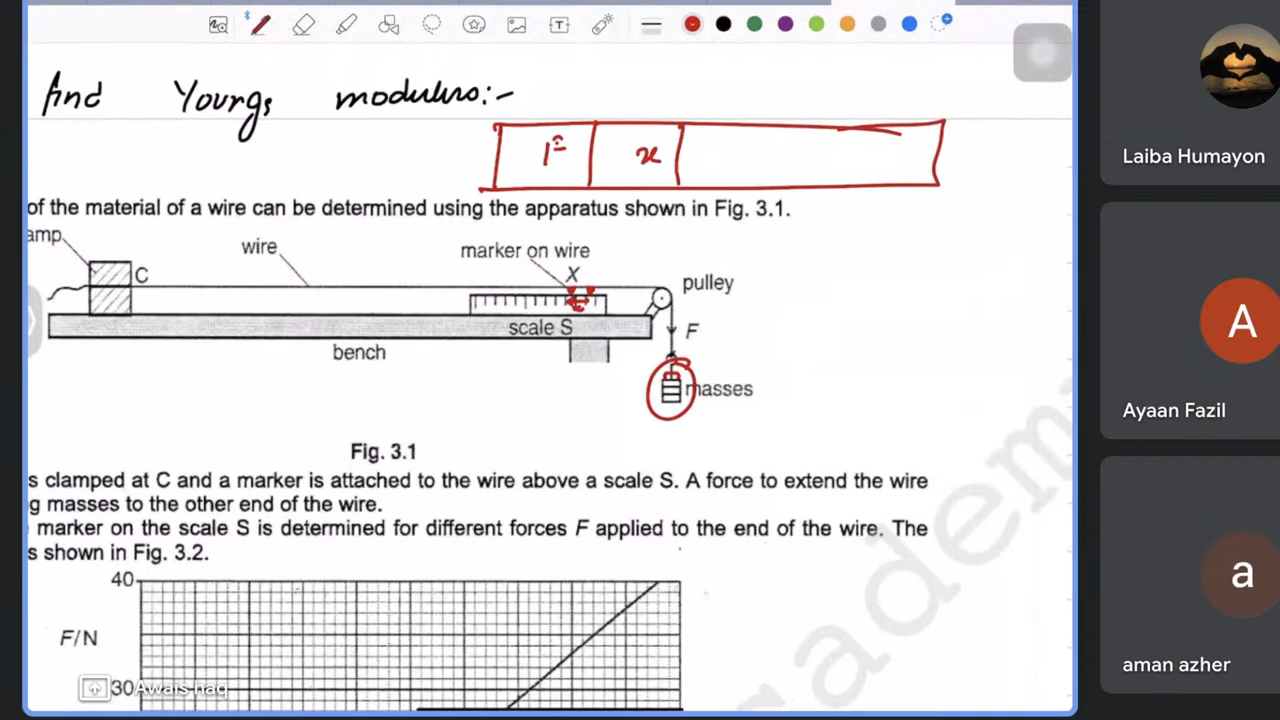 find Youngs modulus:-
F x
of the material of a wire can be determined using the apparatus shown in Fig. 3.1.
amp
wire
marker on wire
C
X
pulley
scale S
F
bench
masses
Fig. 3.1
s clamped at C and a marker is attached to the wire above a scale S. A force to extend the wire
g masses to the other end of the wire.
marker on the scale S is determined for different forces F applied to the end of the wire. The
s shown in Fig. 3.2.
40
F/N
30
Awais haq
ademi
Laiba Humayon
A
Ayaan Fazil
a
aman azher